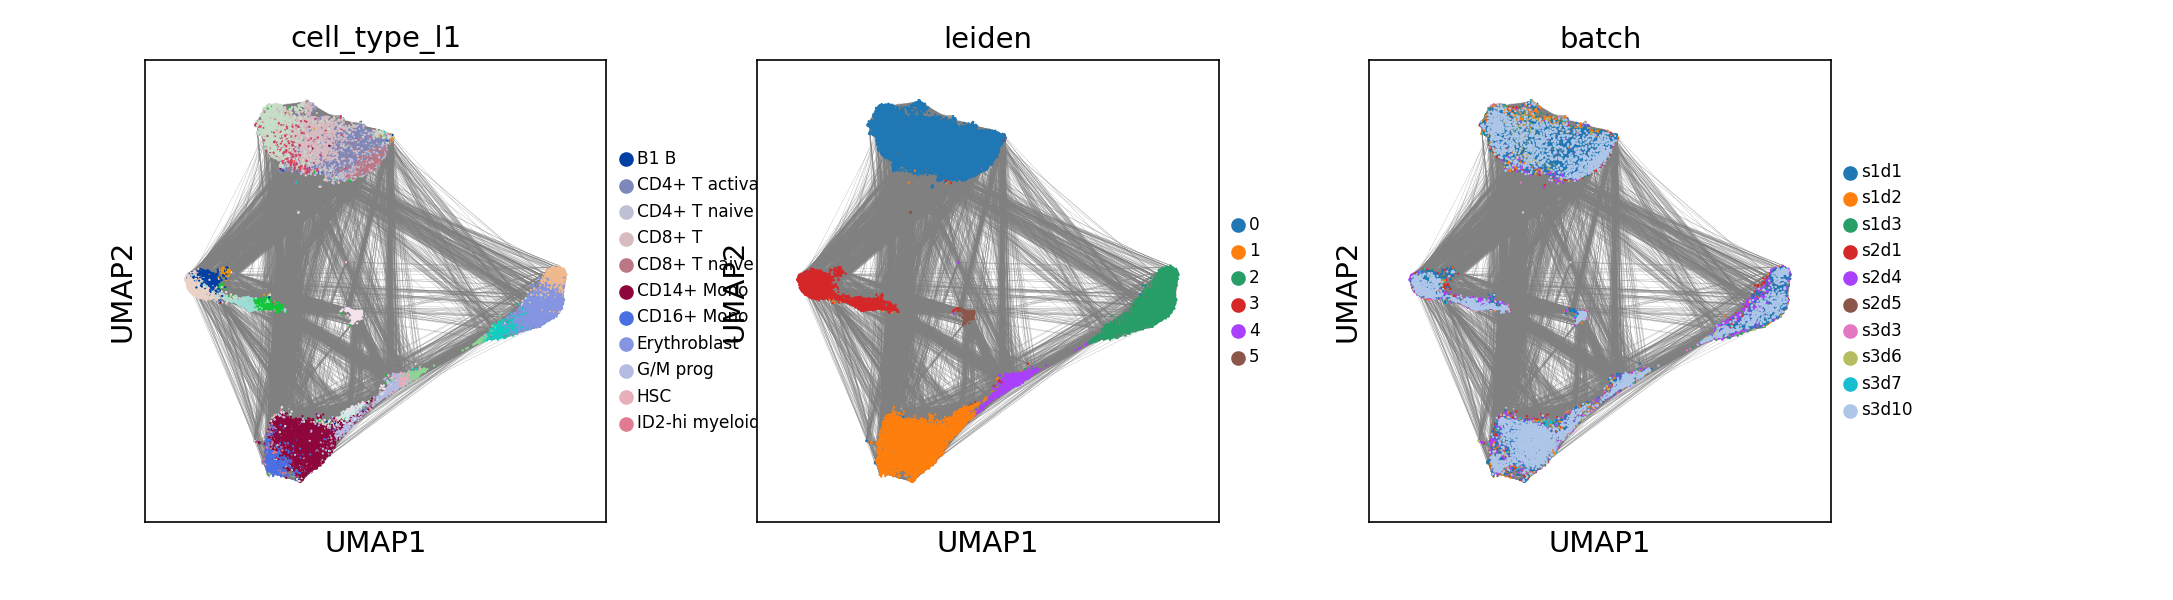 cell_type_l1
UMAP2
UMAP1
B1 B
CD4+ T activa
CD4+ T naive
CD8+ T
CD8+ T naive
CD14+ Mono
CD16+ Mono
Erythroblast
G/M prog
HSC
ID2-hi myeloid
leiden
UMAP2
UMAP1
0
1
2
3
4
5
batch
UMAP2
UMAP1
s1d1
s1d2
s1d3
s2d1
s2d4
s2d5
s3d3
s3d6
s3d7
s3d10